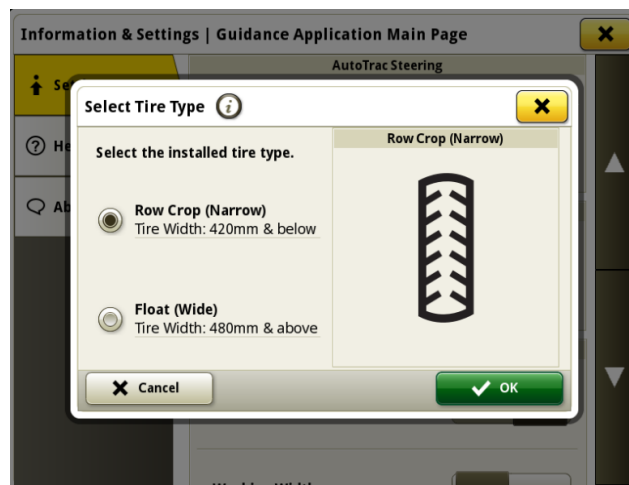 Information & Settings | Guidance Application Main Page
AutoTrac Steering
Select Tire Type
Select the installed tire type.
Row Crop (Narrow)
Row Crop (Narrow)
Tire Width: 420mm & below
Float (Wide)
Tire Width: 480mm & above
Cancel
OK